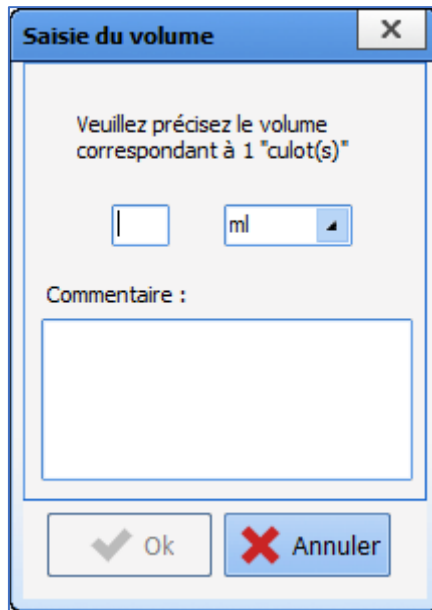 Saisie du volume
Veuillez précisez le volume
correspondant à 1 "culot(s)"
ml
Commentaire :
Ok
Annuler